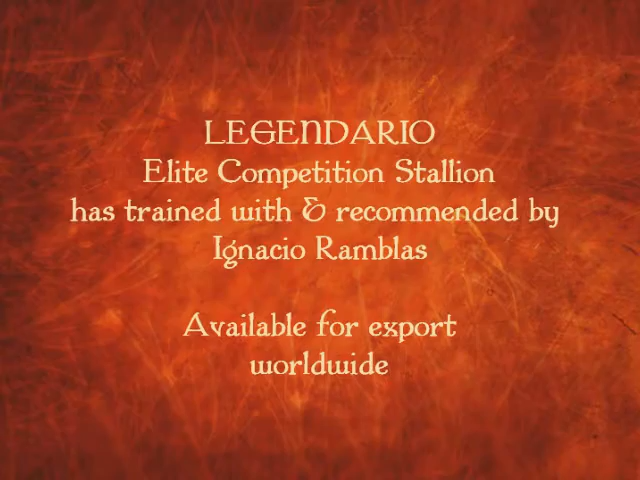 LEGENDARIO
Elite Competition Stallion
has trained with & recommended by
Ignacio Ramblas
Available for export
worldwide